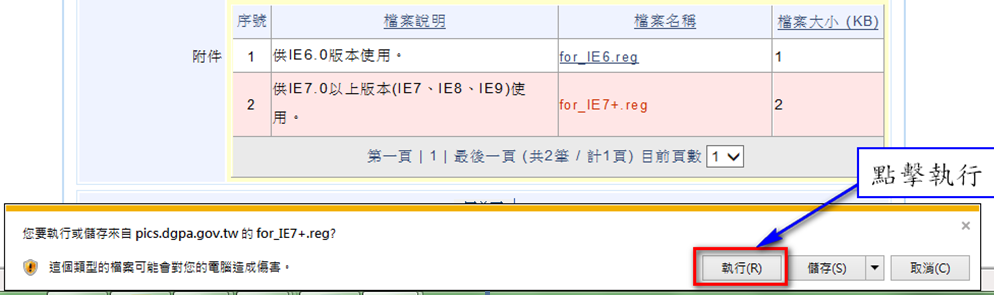 序號 檔案說明 檔案名稱 檔案大小 (KB)
附件 1 供IE6.0版本使用。 for_IE6.reg 1
供IE7.0以上版本(IE7、IE8、IE9)使
2 for_IE7+.reg 2
用。
第一頁 | 1 | 最後一頁 (共2筆 / 計1頁) 目前頁數 1
點擊執行
您要執行或儲存來自 pics.dgpa.gov.tw 的 for_IE7+.reg?
這個類型的檔案可能會對您的電腦造成傷害。 執行(R) 儲存(S) 取消(C)